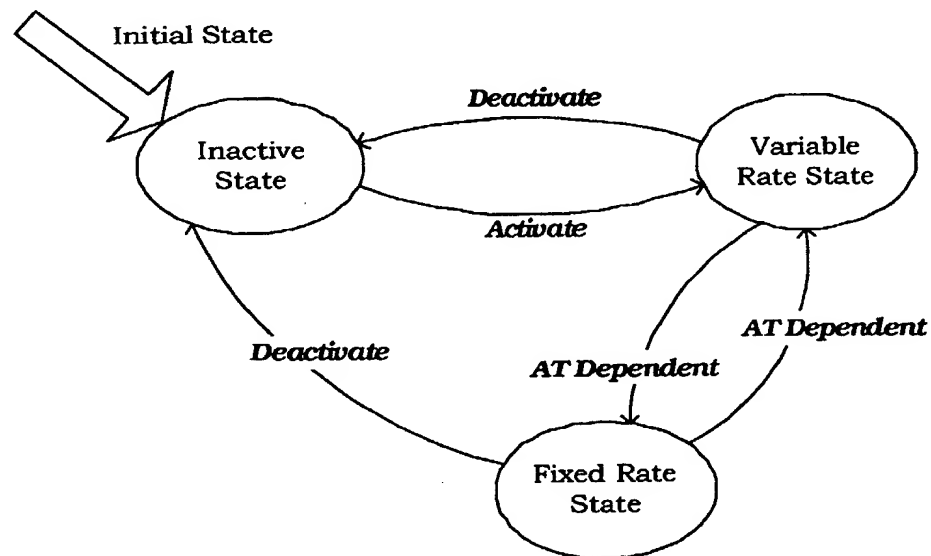 Initial State
Deactivate
Inactive
State
Variable
Rate State
Activate
AT Dependent
Deactivate
AT Dependent
Fixed Rate
State